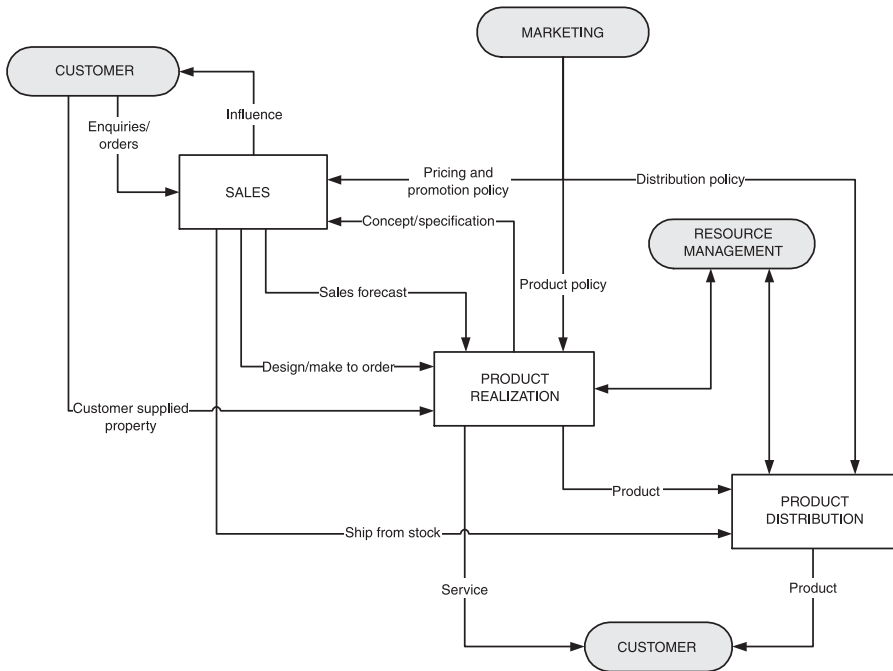 MARKETING
CUSTOMER
Enquiries/
orders
Influence
SALES
Pricing and
promotion policy
Distribution policy
Concept/specification
RESOURCE
MANAGEMENT
Sales forecast
Product policy
Design/make to order
PRODUCT
REALIZATION
Customer supplied
property
Product
PRODUCT
DISTRIBUTION
Ship from stock
Service
Product
CUSTOMER